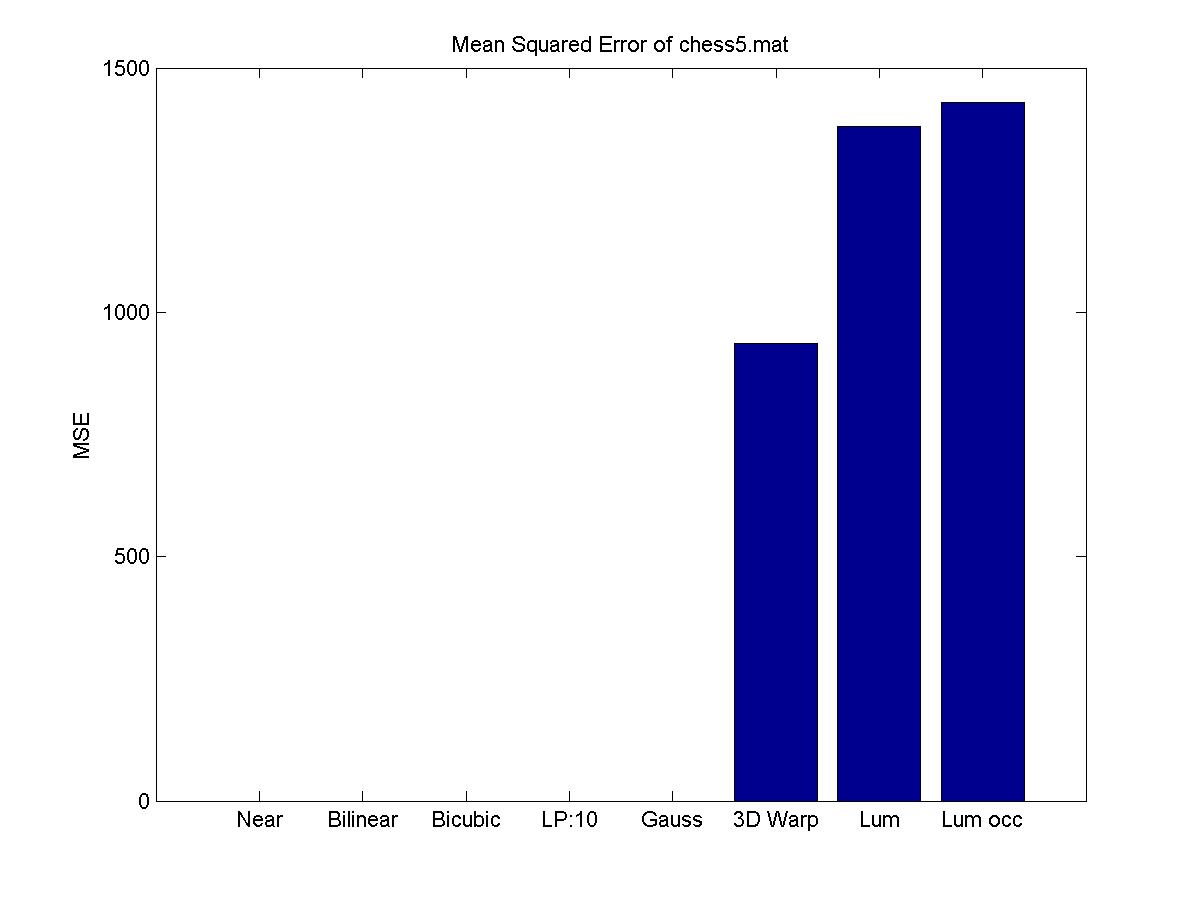 Mean Squared Error of chess5.mat
1500
1000
500
0
MSE
Near Bilinear Bicubic LP:10 Gauss 3D Warp Lum Lum occ